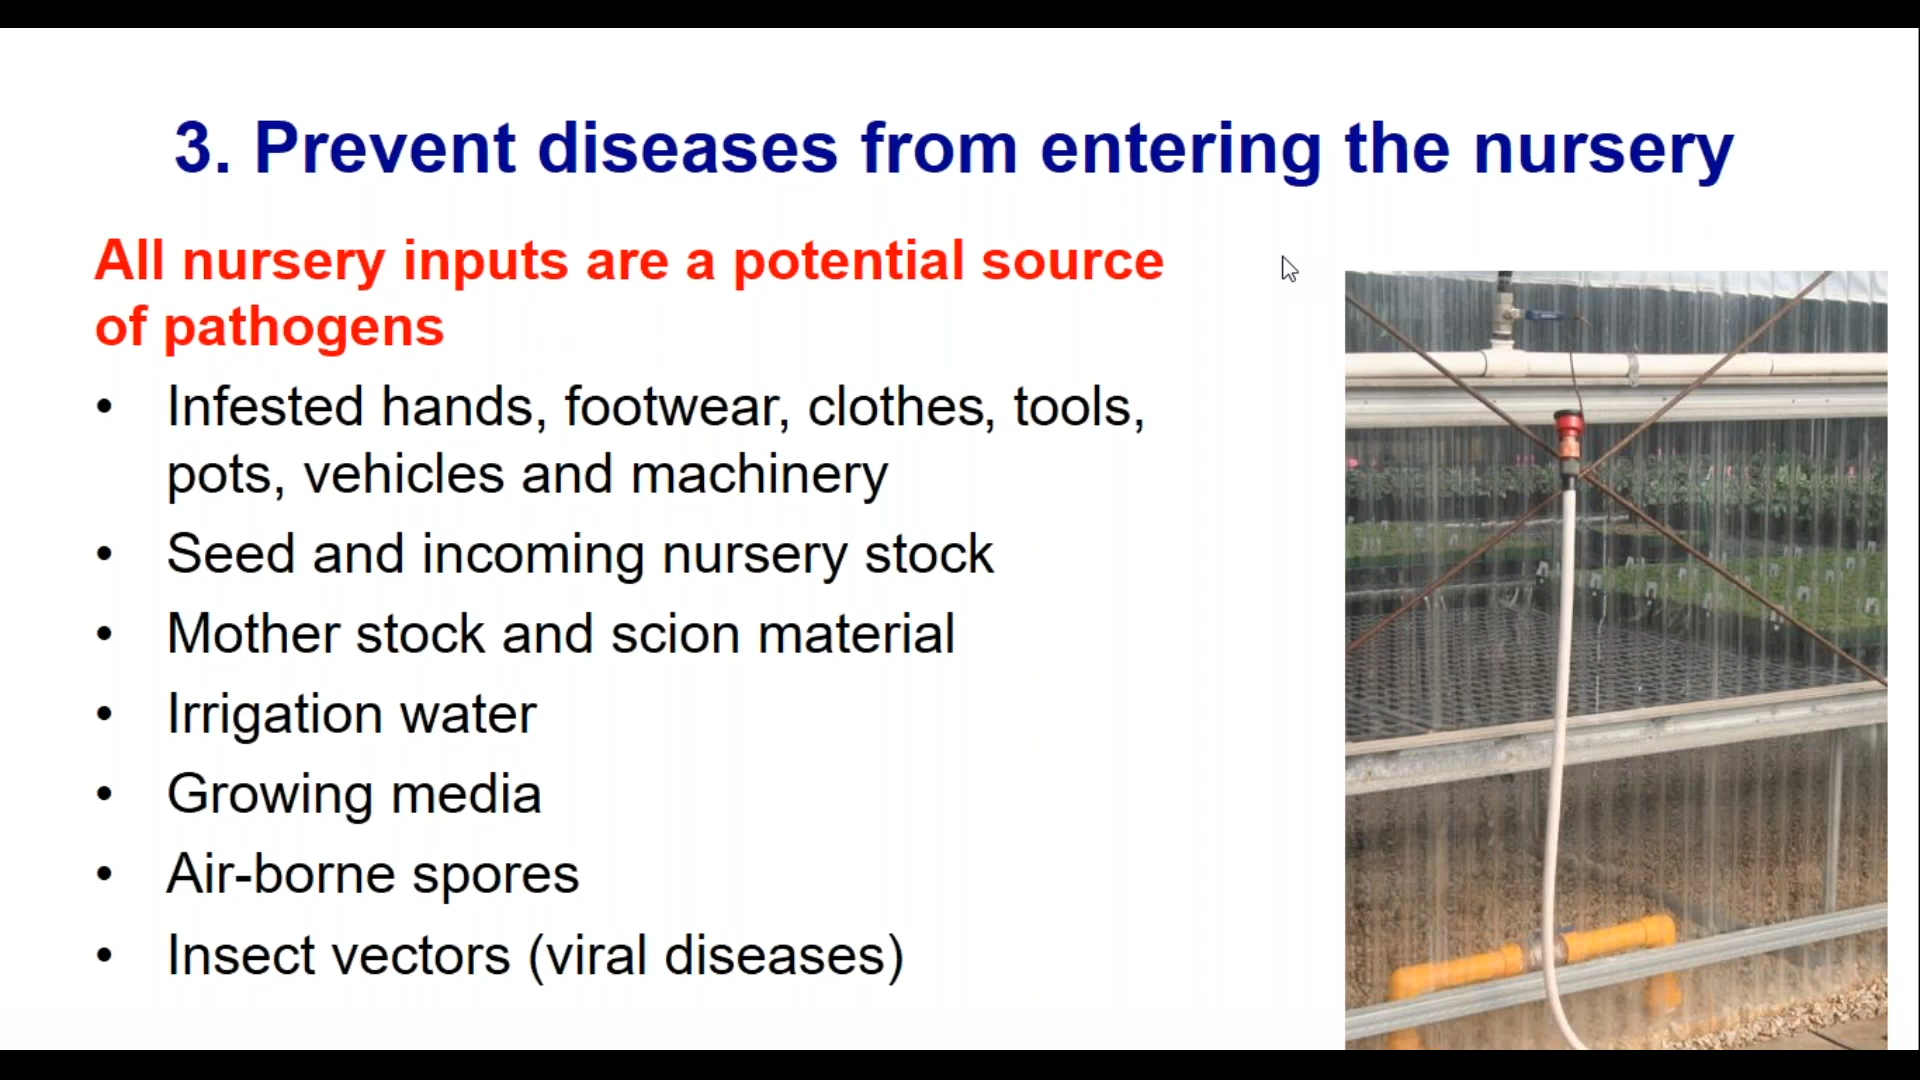 3. Prevent diseases from entering the nursery
All nursery inputs are a potential source
of pathogens
• Infested hands, footwear, clothes, tools,
pots, vehicles and machinery
• Seed and incoming nursery stock
• Mother stock and scion material
• Irrigation water
• Growing media
• Air-borne spores
• Insect vectors (viral diseases)